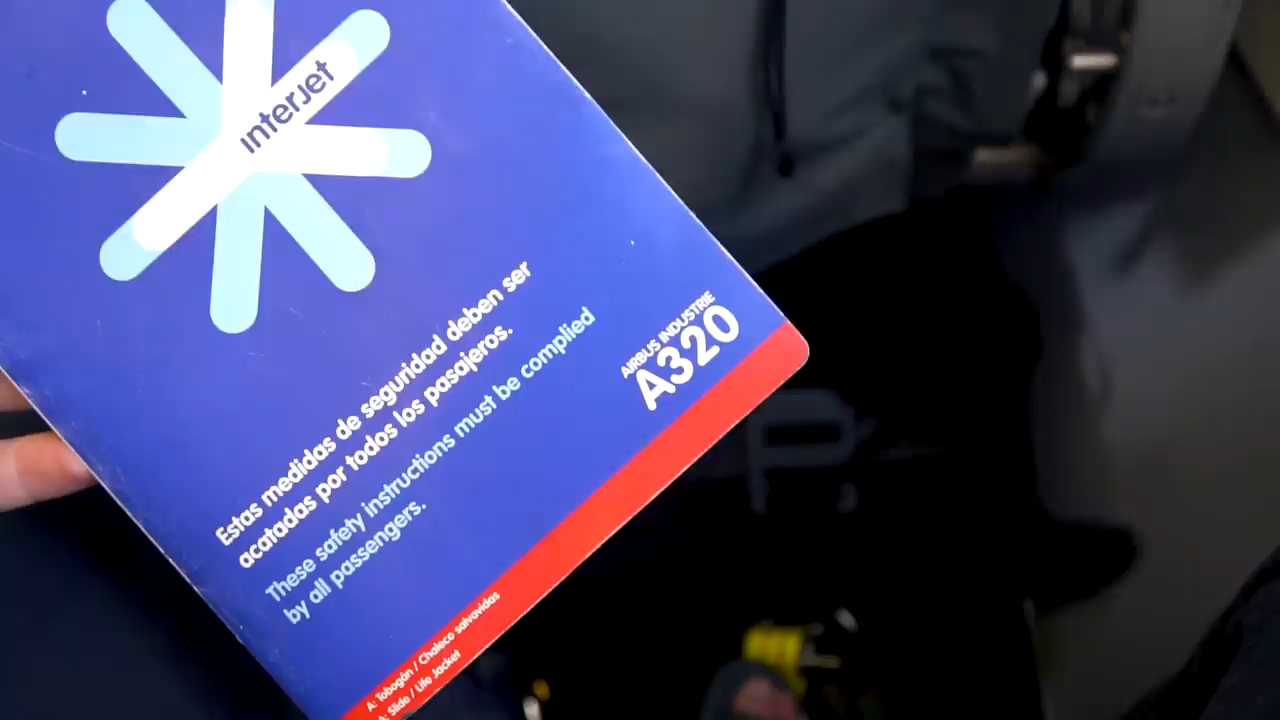 interjet
Estas medidas de seguridad deben ser
acatadas por todos los pasajeros.
These safety instructions must be complied
by all passengers.
AIRBUS INDUSTRIE
A320
A: Tobogán / Chaleco salvavidas
A: Slide / Life Jacket
P